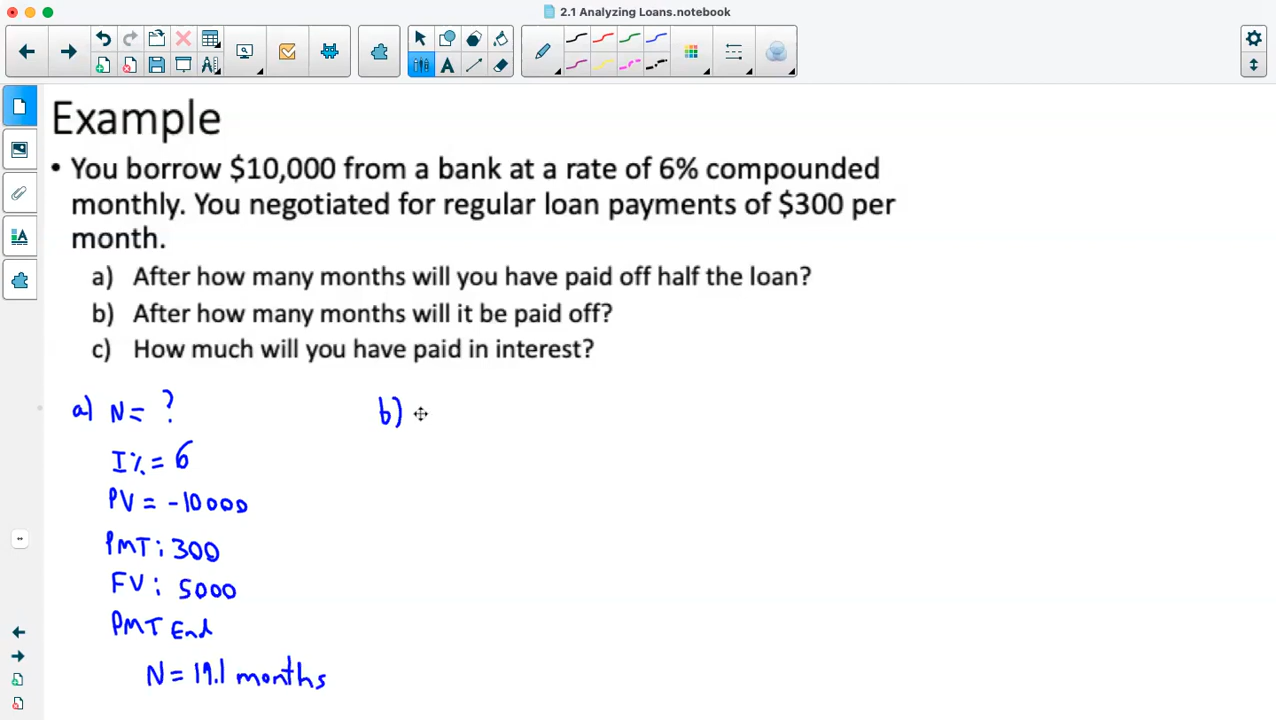 2.1 Analyzing Loans.notebook
Example
• You borrow $10,000 from a bank at a rate of 6% compounded
monthly. You negotiated for regular loan payments of $300 per
month.
a) After how many months will you have paid off half the loan?
b) After how many months will it be paid off?
c) How much will you have paid in interest?
a) N = ?
b)
I% = 6
PV = -10000
PMT: 300
FV: 5000
PMT End
N = 19.1 months